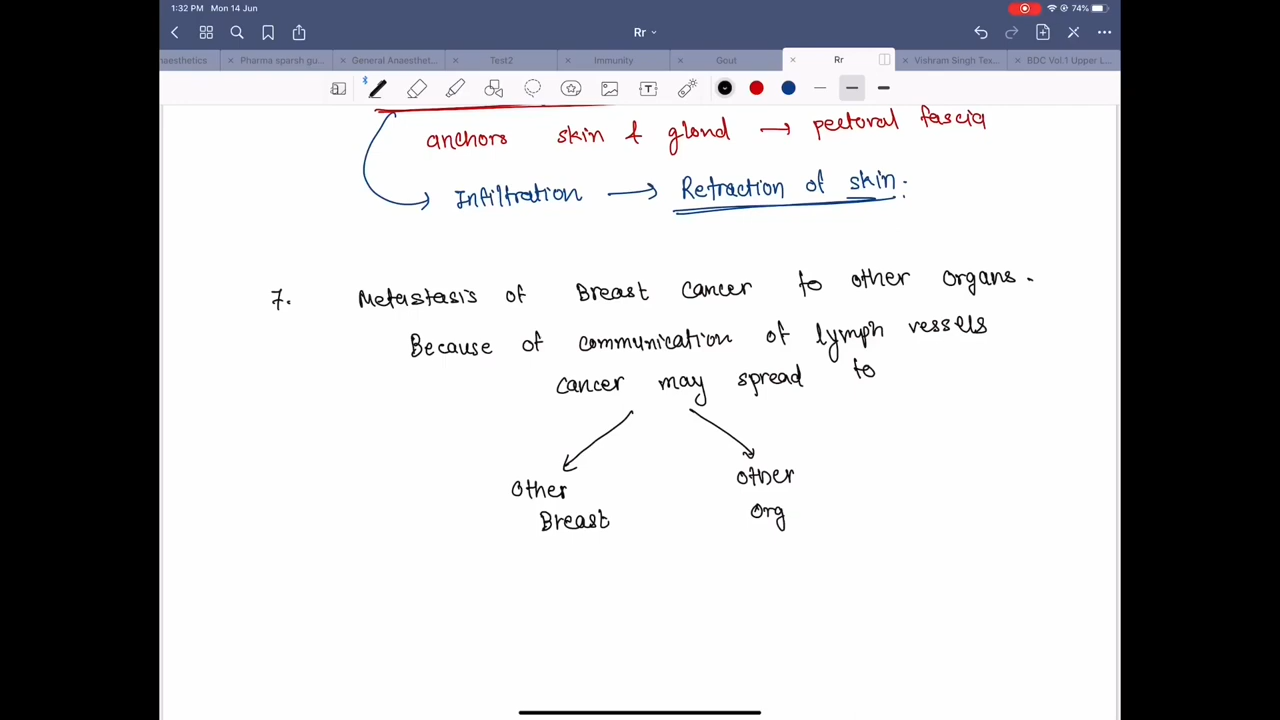 1:32 PM Mon 14 Jun
74%
Rr
naesthetics
Pharma sparsh gu...
General Anaesthet...
Test2
Immunity
Gout
Rr
Vishram Singh Tex...
BDC Vol.1 Upper L...
anchors skin & gland → pectoral fascia
Infiltration → Retraction of skin.
7. Metastasis of Breast Cancer to other organs.
Because of communication of lymph vessels
cancer may spread to
Other
Breast
Other
Org